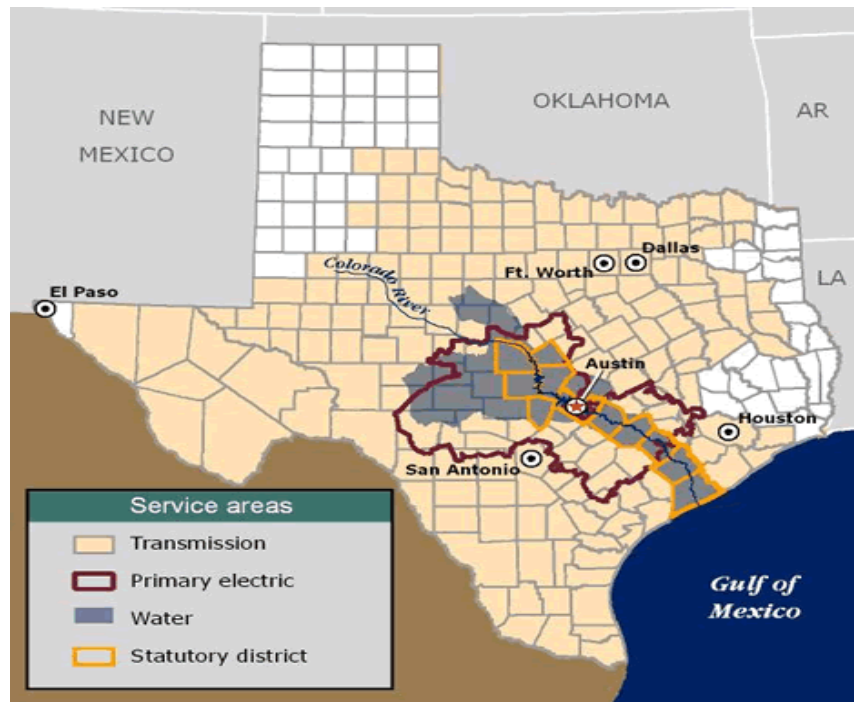 NEW
MEXICO
OKLAHOMA
AR
Dallas
Ft. Worth
LA
El Paso
Colorado
River
Austin
Houston
San Antonio
Service areas
Transmission
Primary electric
Water
Statutory district
Gulf of
Mexico